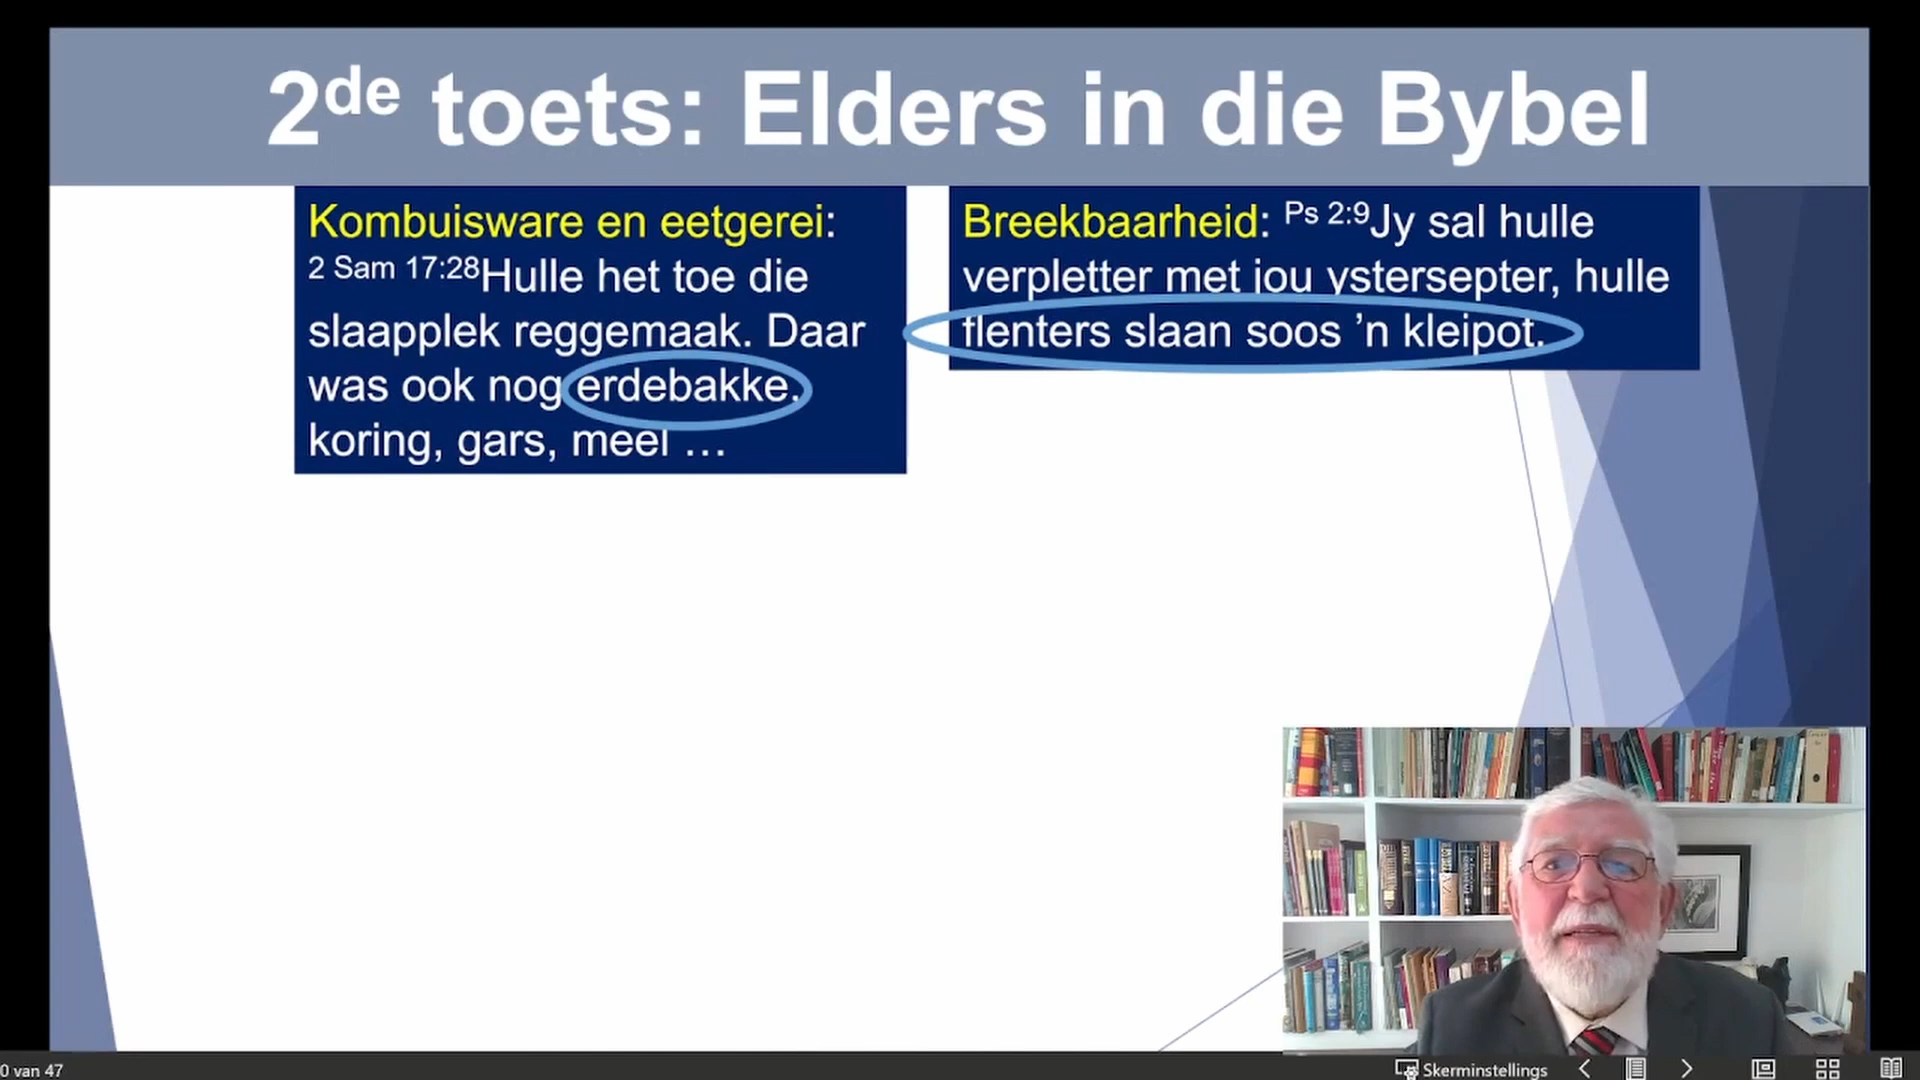 2de toets: Elders in die Bybel
Kombuisware en eetgerei:
2 Sam 17:28Hulle het toe die
slaapplek reggemaak. Daar
was ook nog erdebakke,
koring, gars, meel …
Breekbaarheid: Ps 2:9Jy sal hulle
verpletter met jou ystersepter, hulle
flenters slaan soos ’n kleipot.
0 van 47
Skerminstellings